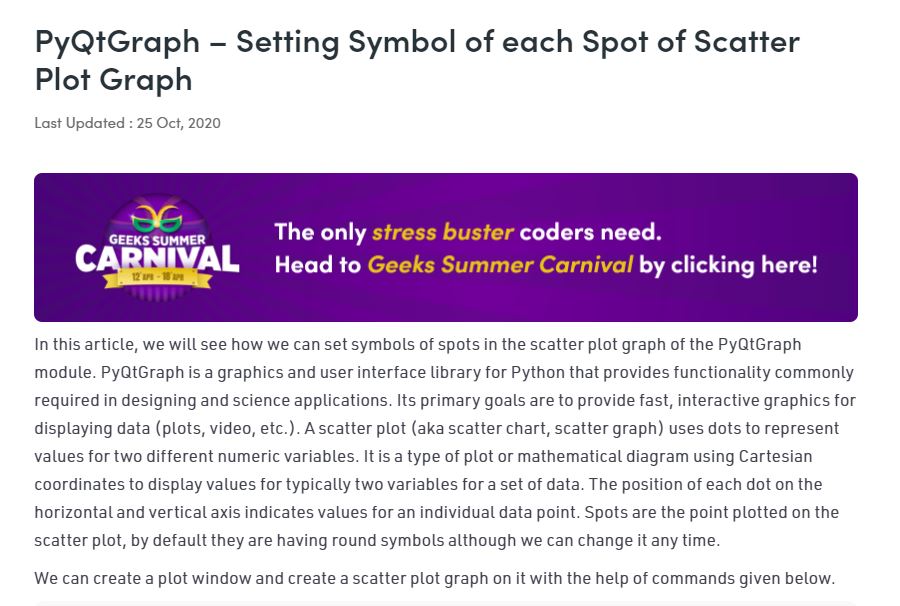 PyQtGraph – Setting Symbol of each Spot of Scatter
Plot Graph
Last Updated : 25 Oct, 2020
GEEKS SUMMER
CARNIVAL
12 APR - 18 APR
The only stress buster coders need.
Head to Geeks Summer Carnival by clicking here!
In this article, we will see how we can set symbols of spots in the scatter plot graph of the PyQtGraph
module. PyQtGraph is a graphics and user interface library for Python that provides functionality commonly
required in designing and science applications. Its primary goals are to provide fast, interactive graphics for
displaying data (plots, video, etc.). A scatter plot (aka scatter chart, scatter graph) uses dots to represent
values for two different numeric variables. It is a type of plot or mathematical diagram using Cartesian
coordinates to display values for typically two variables for a set of data. The position of each dot on the
horizontal and vertical axis indicates values for an individual data point. Spots are the point plotted on the
scatter plot, by default they are having round symbols although we can change it any time.
We can create a plot window and create a scatter plot graph on it with the help of commands given below.